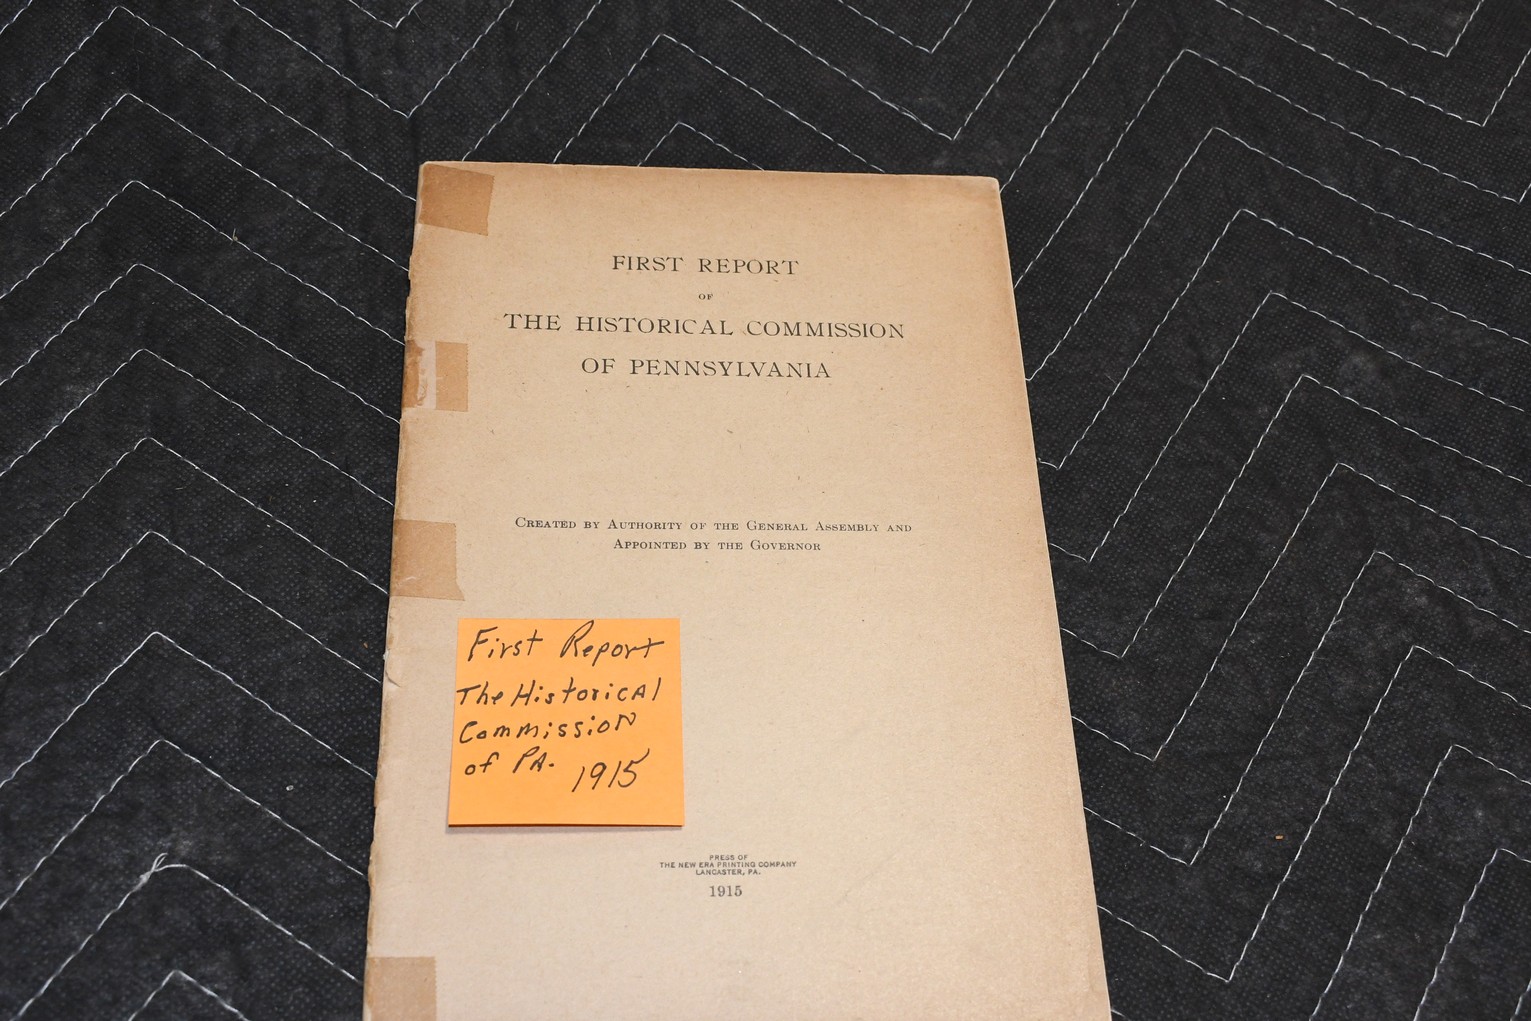 FIRST REPORT
OF
THE HISTORICAL COMMISSION
OF PENNSYLVANIA
CREATED BY AUTHORITY OF THE GENERAL ASSEMBLY AND
APPOINTED BY THE GOVERNOR
First Report
The Historical
Commission
of PA. 1915
PRESS OF
THE NEW ERA PRINTING COMPANY
LANCASTER, PA.
1915